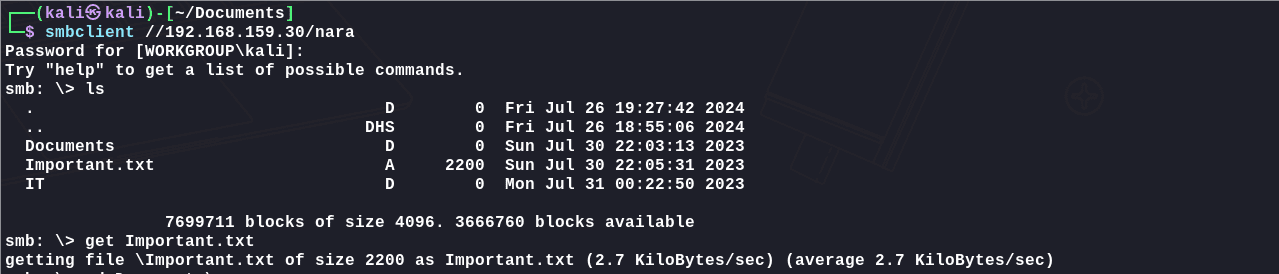 ┌──(kali㉿kali)-[~/Documents]
└─$ smbclient //192.168.159.30/nara
Password for [WORKGROUP\kali]:
Try "help" to get a list of possible commands.
smb: \> ls
  .                                   D        0  Fri Jul 26 19:27:42 2024
  ..                                DHS        0  Fri Jul 26 18:55:06 2024
  Documents                           D        0  Sun Jul 30 22:03:13 2023
  Important.txt                       A     2200  Sun Jul 30 22:05:31 2023
  IT                                  D        0  Mon Jul 31 00:22:50 2023
                7699711 blocks of size 4096. 3666760 blocks available
smb: \> get Important.txt
getting file \Important.txt of size 2200 as Important.txt (2.7 KiloBytes/sec) (average 2.7 KiloBytes/sec)